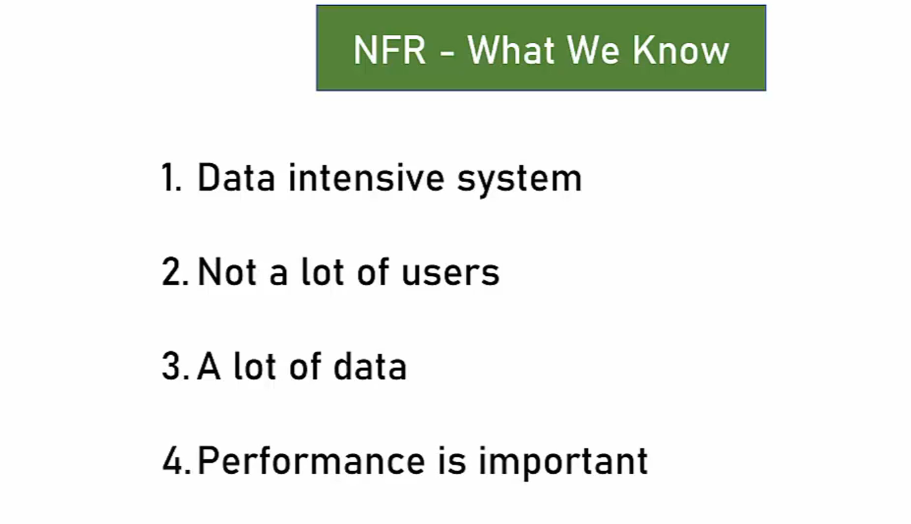 NFR - What We Know
1. Data intensive system
2. Not a lot of users
3. A lot of data
4. Performance is important